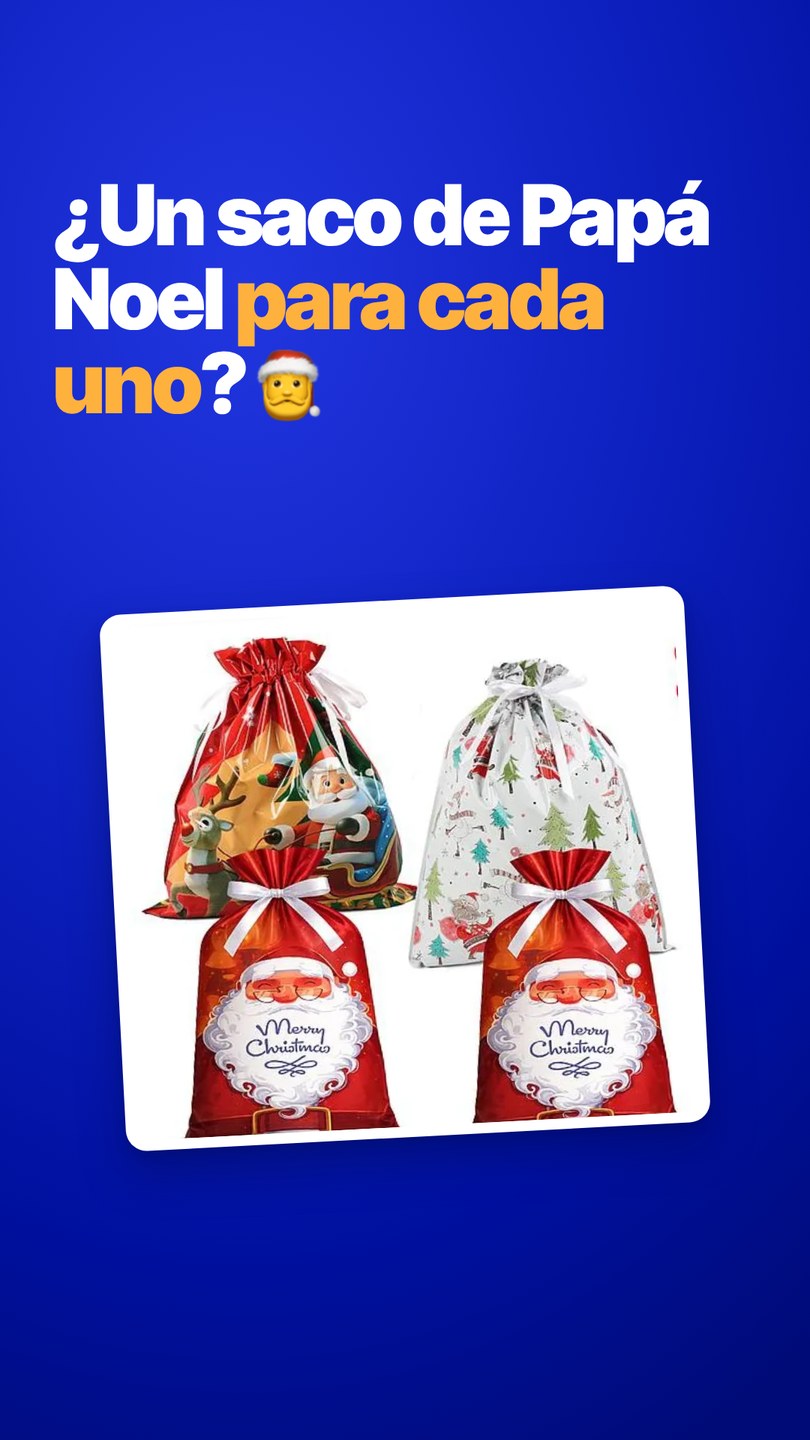 ¿Un saco de Papá
Noel para cada
uno? 🎅
Merry
Christmas
Merry
Christmas